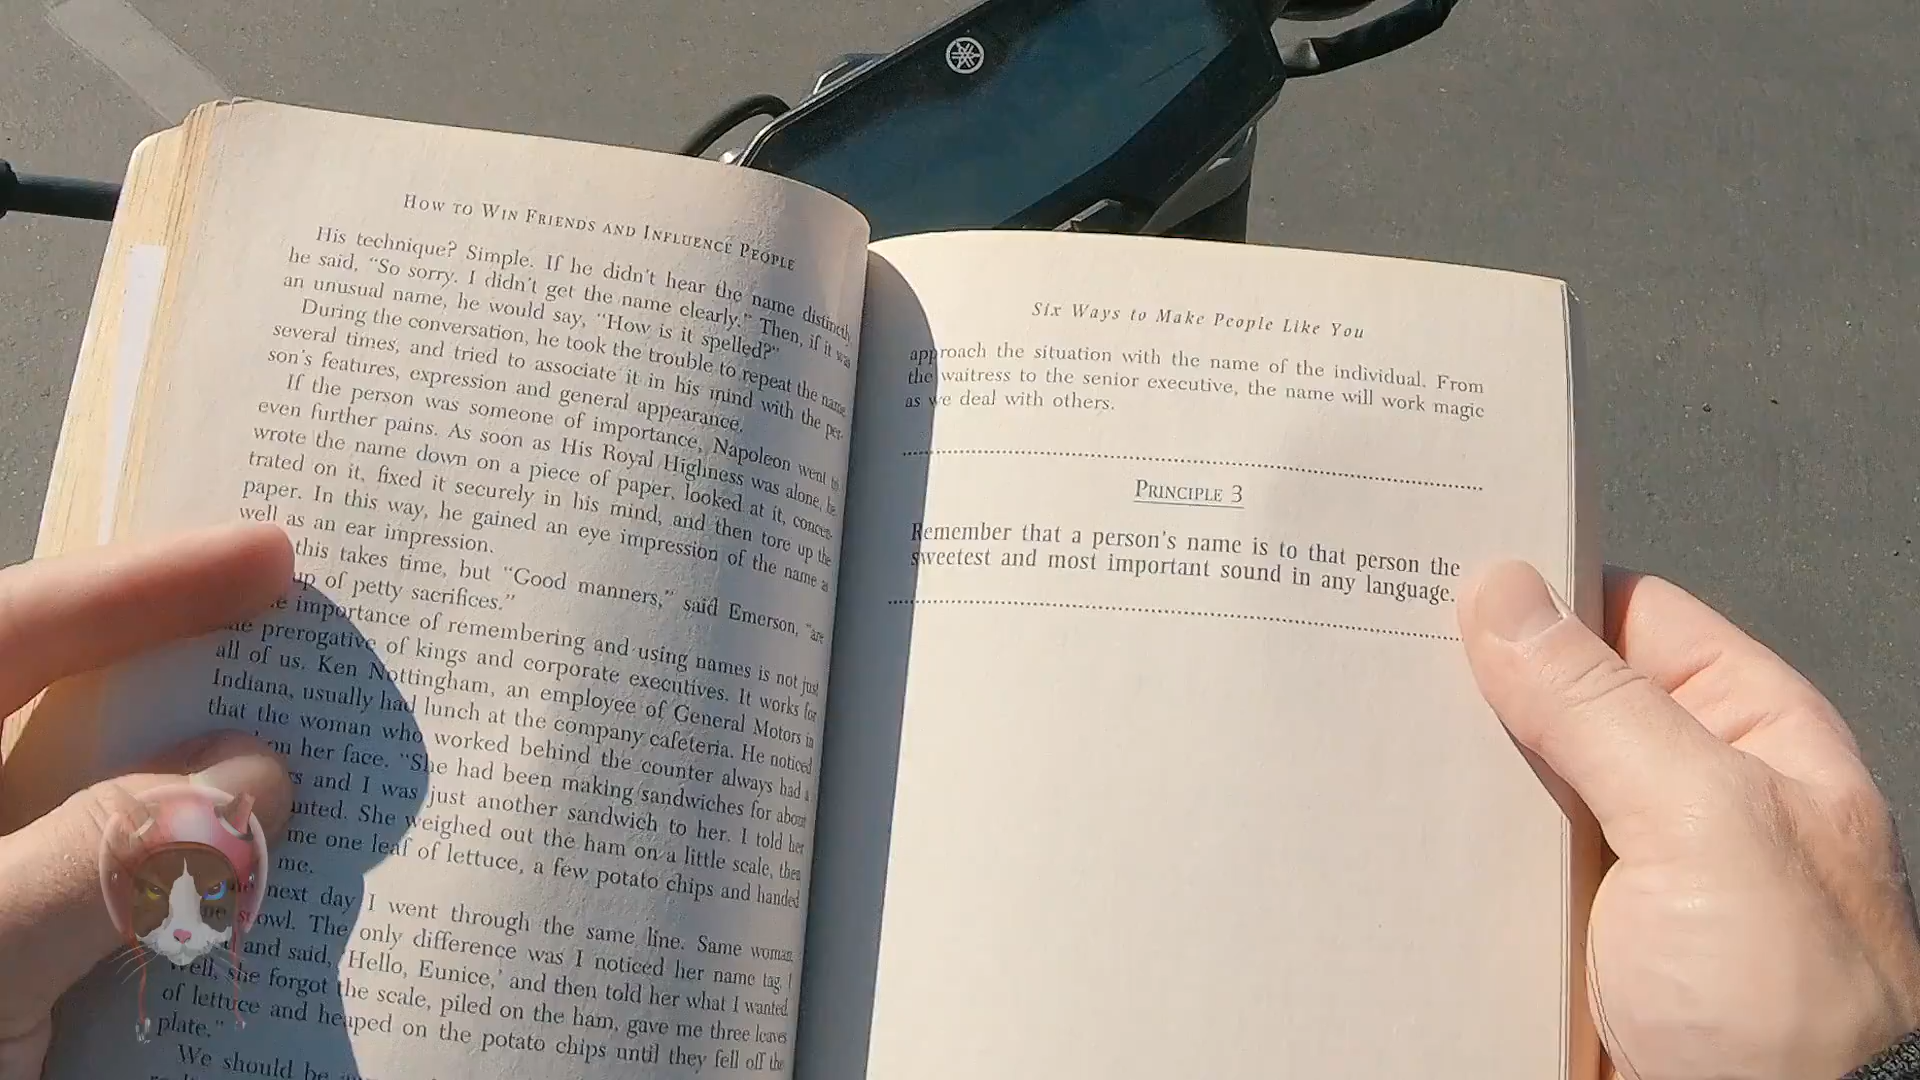 How to Win Friends and Influence People
His technique? Simple. If he didn't hear the name distinctly
he said, "So sorry. I didn't get the name clearly." Then, if it was
an unusual name, he would say, "How is it spelled?"
During the conversation, he took the trouble to repeat the name
several times, and tried to associate it in his mind with the per-
son's features, expression and general appearance.
If the person was someone of importance, Napoleon went to
even further pains. As soon as His Royal Highness was alone, he
wrote the name down on a piece of paper, looked at it, concen-
trated on it, fixed it securely in his mind, and then tore up the
paper. In this way, he gained an eye impression of the name as
well as an ear impression.
this takes time, but "Good manners," said Emerson, "are
up of petty sacrifices."
importance of remembering and using names is not just
the prerogative of kings and corporate executives. It works for
all of us. Ken Nottingham, an employee of General Motors in
Indiana, usually had lunch at the company cafeteria. He noticed
that the woman who worked behind the counter always had a
on her face. "She had been making sandwiches for about
and I was just another sandwich to her. I told her
She weighed out the ham on a little scale, then
me one leaf of lettuce, a few potato chips and handed
me.
next day I went through the same line. Same woman,
scowl. The only difference was I noticed her name tag. I
and said, 'Hello, Eunice,' and then told her what I wanted.
Well, she forgot the scale, piled on the ham, gave me three leaves
of lettuce and heaped on the potato chips until they fell off the
plate."
We should be
Six Ways to Make People Like You
approach the situation with the name of the individual. From
the waitress to the senior executive, the name will work magic
as we deal with others.
Principle 3
Remember that a person's name is to that person the
sweetest and most important sound in any language.